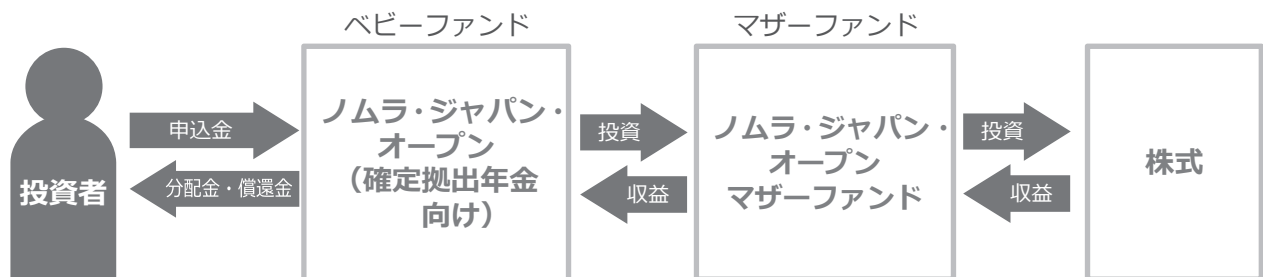 ベビーファンド
マザーファンド
投資者
申込金
分配金・償還金
ノムラ・ジャパン・
オープン
（確定拠出年金
向け）
投資
収益
ノムラ・ジャパン・
オープン
マザーファンド
投資
収益
株式